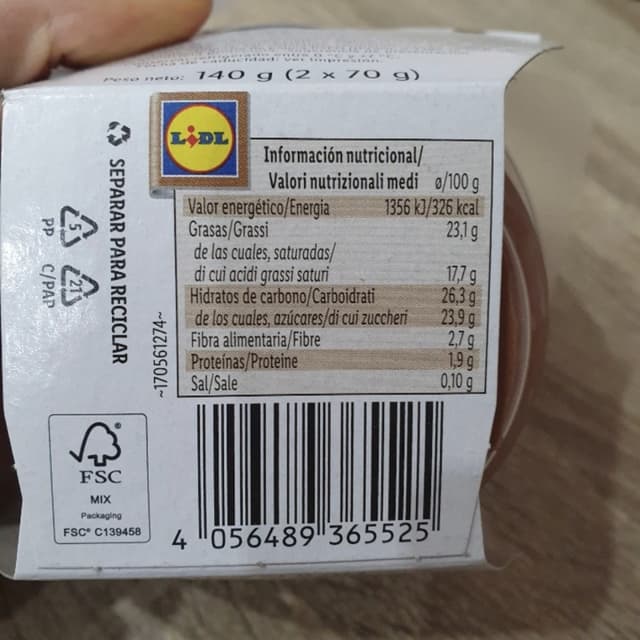 Peso neto: 140 g (2 x 70 g)
LIDL
Información nutricional/
Valori nutrizionali medi ø/100 g
Valor energético/Energia 1356 kJ/326 kcal
Grasas/Grassi 23,1 g
de las cuales, saturadas/
di cui acidi grassi saturi 17,7 g
Hidratos de carbono/Carboidrati 26,3 g
de los cuales, azúcares/di cui zuccheri 23,9 g
Fibra alimentaria/Fibre 2,7 g
Proteínas/Proteine 1,9 g
Sal/Sale 0,10 g
SEPARAR PARA RECICLAR
5
PP
21
C/PAP
~170561274~
FSC®
MIX
Packaging
FSC® C139458
4 056489 365525